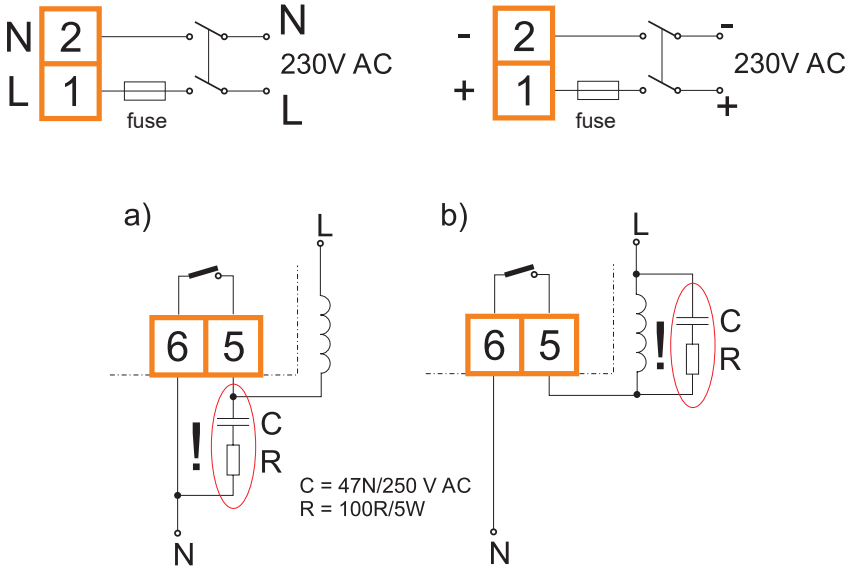 N 2 N
230V AC
L 1 L
fuse
- 2 -
230V AC
+ 1 +
fuse
a)
L
6 5
! C
R
N
b)
L
6 5
! C
R
N
C = 47N/250 V AC
R = 100R/5W